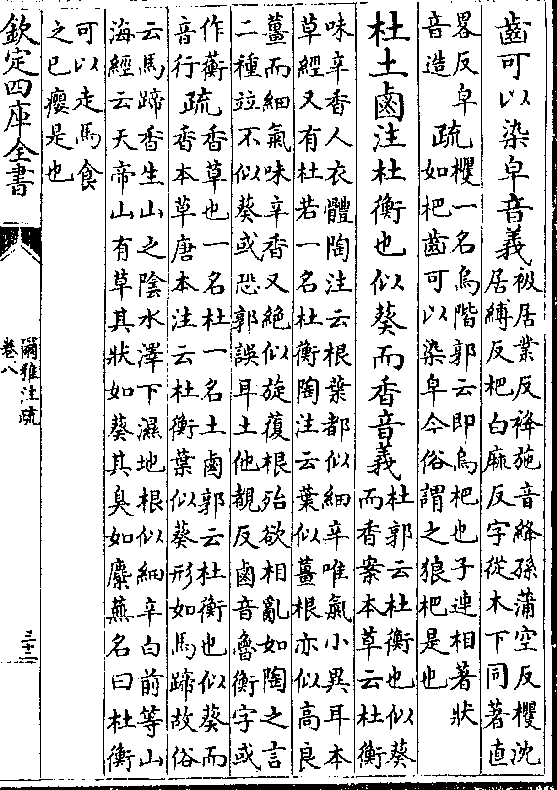 齒可以染皁音義衱居業反袶施音絳孫蒲空反欔沈
居縛反杷白麻反字從木下同著直
畧反皁
音造
疏欔一名烏階郭云即烏杷也子連相著狀
如杷齒可以染皁今俗謂之狼杷是也
杜土鹵注杜衡也似葵而香音義杜郭云杜衡也似葵
而香案本草云杜衡
味辛香人衣體陶注云根葉都似細辛唯氣小異耳本
草經又有杜若一名杜衡陶注云葉似薑根亦似高良
薑而細氣味辛香又絶似旋復根殆欲相亂如陶之言
二種竝不似葵或恐郭誤耳土他覩反鹵音魯衡字或
作蘅
音行
疏香草也一名杜一名土鹵郭云杜衡也似葵而
香本草唐本注云杜衡葉似葵形如馬蹄故俗
云馬蹄香生山之陰水澤下濕地根似細辛白前等山
海經云天帝山有草其狀如葵其臭如蘪蕪名曰杜衡
可以走馬食
之已癭是也
欽定四庫全書
爾雅注疏
卷八
三十二